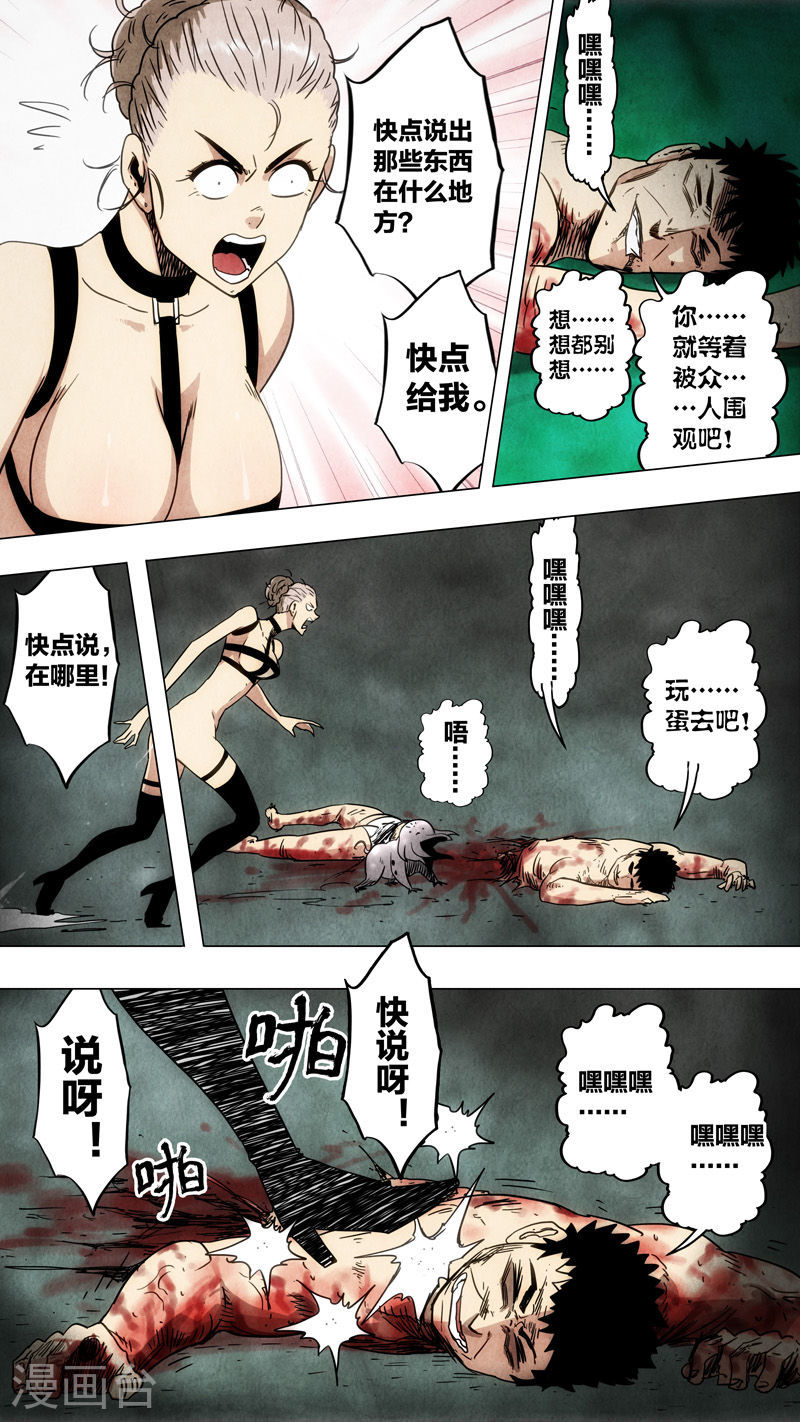 快点说出
那些东西
在什么地
方？
快点
给我。
嘿嘿嘿……
想……
想都别
想……
你……
就等着
被众…
…人围
观吧！
快点说，
在哪里！
唔……
嘿嘿嘿……
玩……
蛋去吧！
说呀！
啪
啪
快说呀！
嘿嘿嘿
……
嘿嘿嘿
……
漫画台